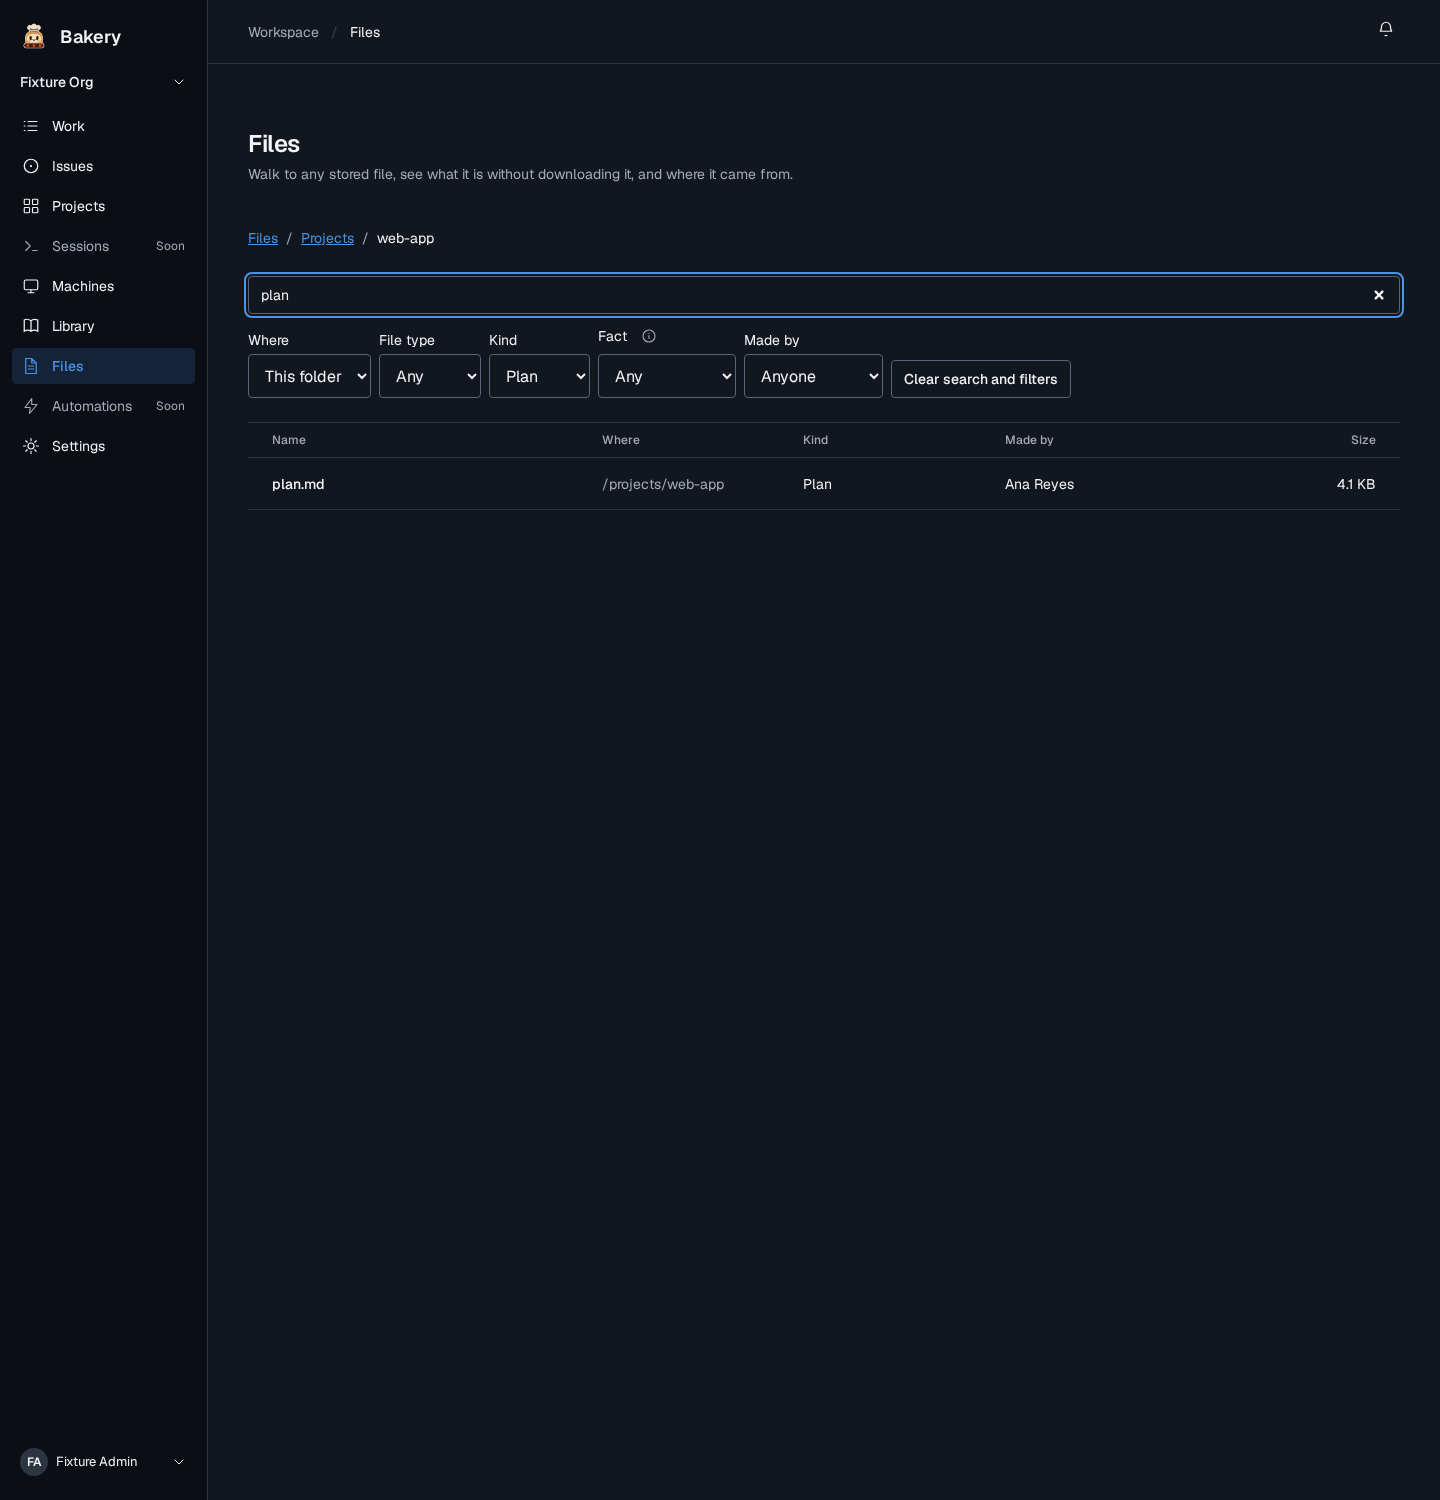 Bakery
Fixture Org
Work
Issues
Projects
Sessions Soon
Machines
Library
Files
Automations Soon
Settings
FA Fixture Admin
Workspace / Files
Files
Walk to any stored file, see what it is without downloading it, and where it came from.
Files / Projects / web-app
plan
Where File type Kind Fact Made by
This folder Any Plan Any Anyone Clear search and filters
Name Where Kind Made by Size
plan.md /projects/web-app Plan Ana Reyes 4.1 KB